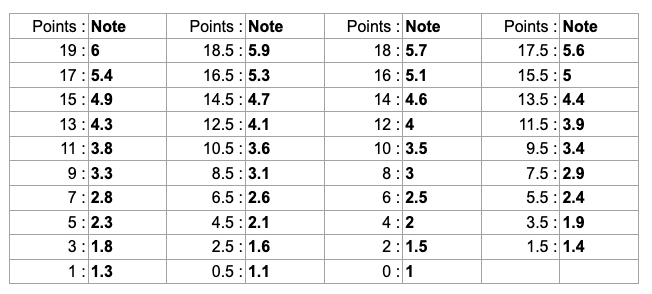 Points : Note Points : Note Points : Note Points : Note
19 : 6 18.5 : 5.9 18 : 5.7 17.5 : 5.6
17 : 5.4 16.5 : 5.3 16 : 5.1 15.5 : 5
15 : 4.9 14.5 : 4.7 14 : 4.6 13.5 : 4.4
13 : 4.3 12.5 : 4.1 12 : 4 11.5 : 3.9
11 : 3.8 10.5 : 3.6 10 : 3.5 9.5 : 3.4
9 : 3.3 8.5 : 3.1 8 : 3 7.5 : 2.9
7 : 2.8 6.5 : 2.6 6 : 2.5 5.5 : 2.4
5 : 2.3 4.5 : 2.1 4 : 2 3.5 : 1.9
3 : 1.8 2.5 : 1.6 2 : 1.5 1.5 : 1.4
1 : 1.3 0.5 : 1.1 0 : 1